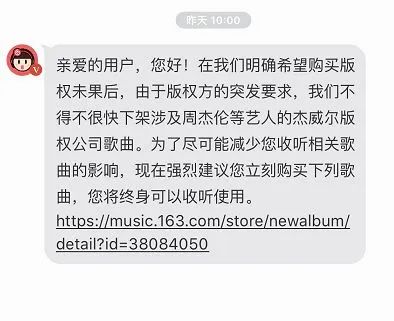 昨天 10:00
亲爱的用户，您好！在我们明确希望购买版
权未果后，由于版权方的突发要求，我们不
得不很快下架涉及周杰伦等艺人的杰威尔版
权公司歌曲。为了尽可能减少您收听相关歌
曲的影响，现在强烈建议您立刻购买下列歌
曲，您将终身可以收听使用。
https://music.163.com/store/newalbum/
detail?id=38084050
V